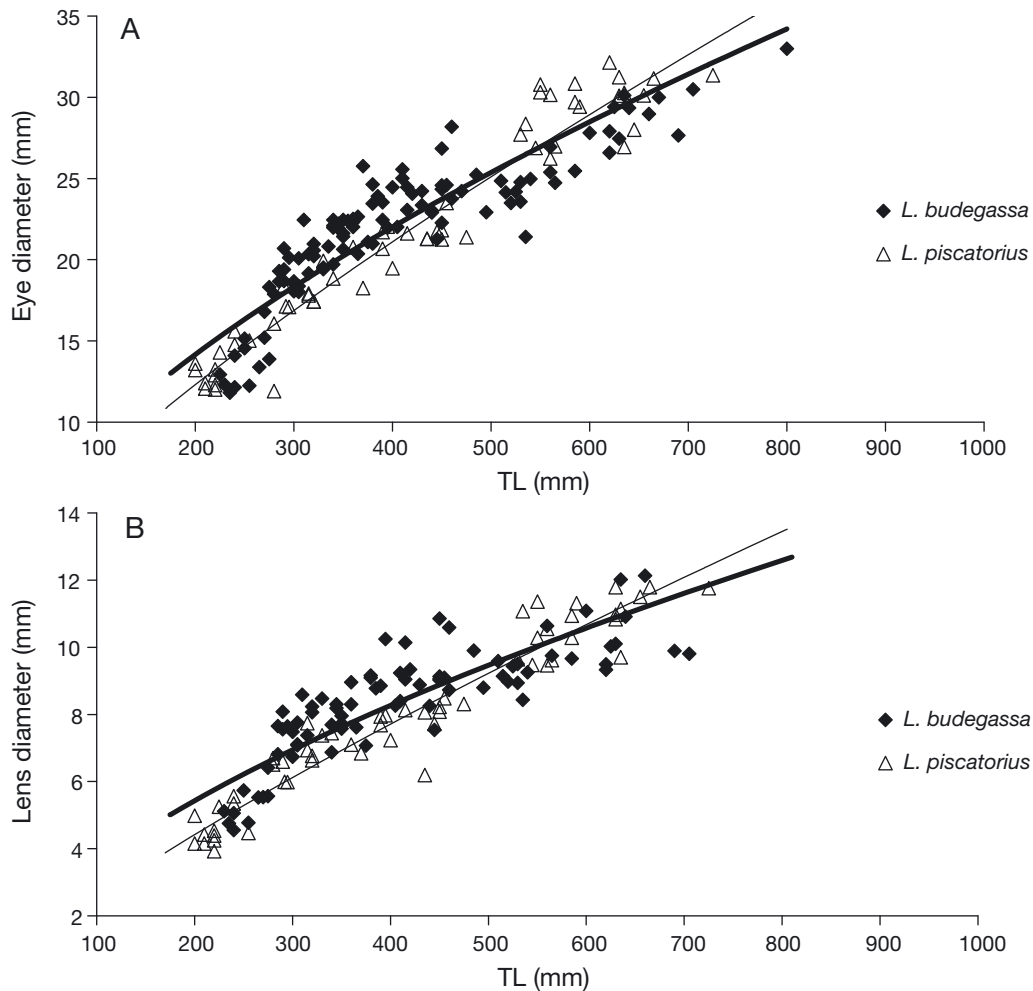 A
35
30
25
20
15
10
Eye diameter (mm)
100 200 300 400 500 600 700 800 900 1000
TL (mm)
L. budegassa
L. piscatorius
B
14
12
10
8
6
4
2
Lens diameter (mm)
100 200 300 400 500 600 700 800 900 1000
TL (mm)
L. budegassa
L. piscatorius